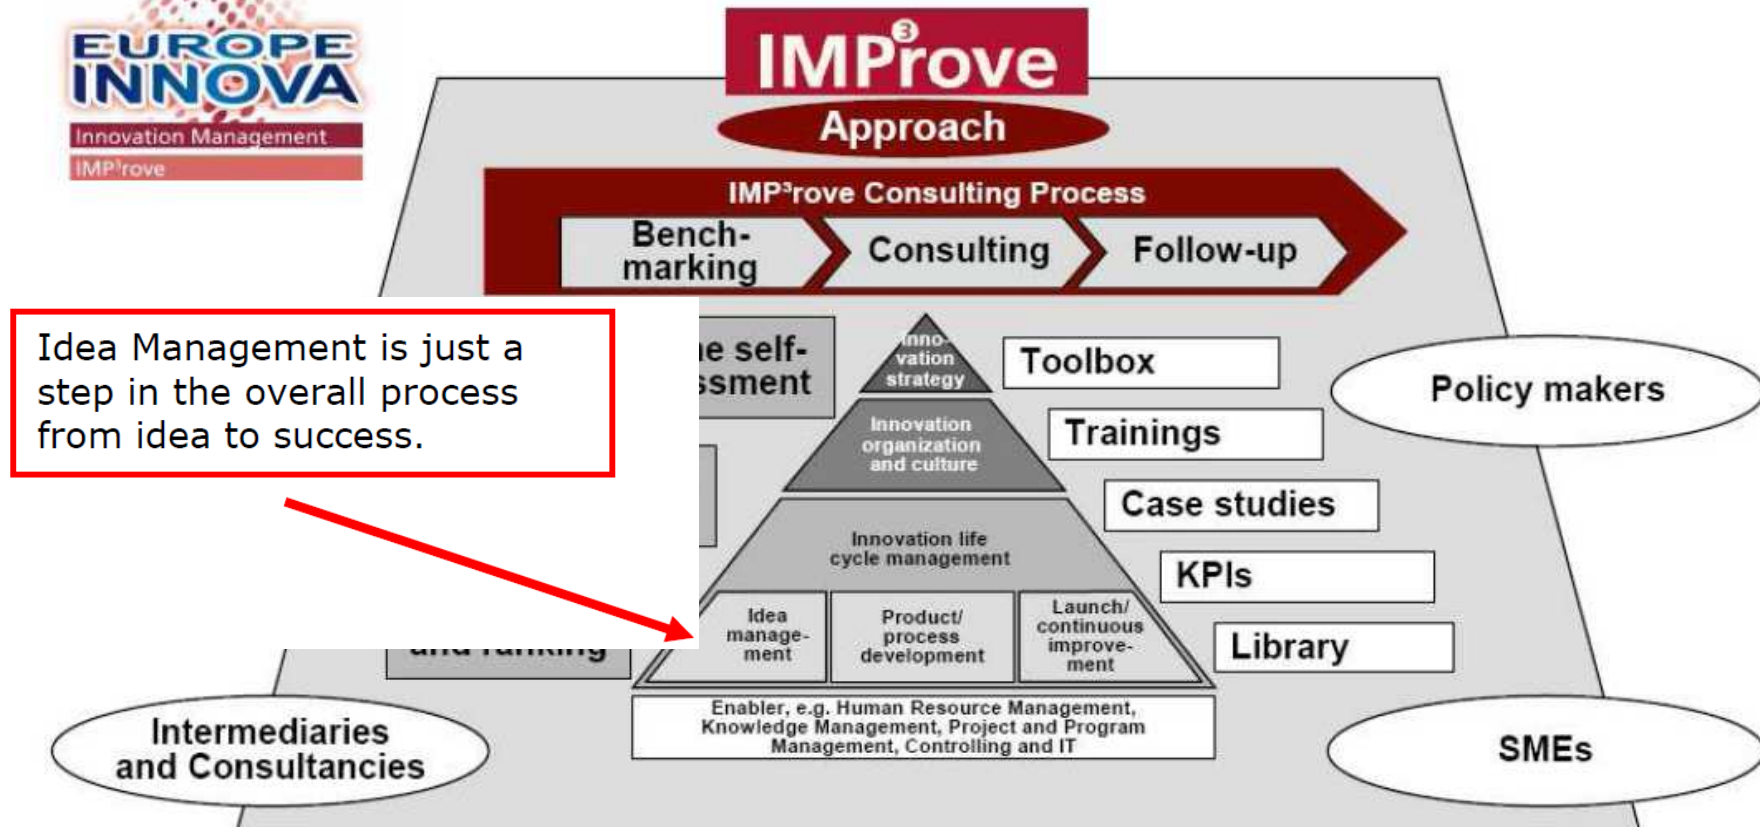 EUROPE
INNOVA
Innovation Management
IMP³rove
IMP³rove
Approach
IMP³rove Consulting Process
Bench-
marking
Consulting
Follow-up
Idea Management is just a
step in the overall process
from idea to success.
self-
Inno-
vation
strategy
Innovation
organization
and culture
Innovation life
cycle management
Idea
manage-
ment
Product/
process
development
Launch/
continuous
improve-
ment
Enabler, e.g. Human Resource Management,
Knowledge Management, Project and Program
Management, Controlling and IT
Toolbox
Trainings
Case studies
KPIs
Library
and ranking
Policy makers
Intermediaries
and Consultancies
SMEs